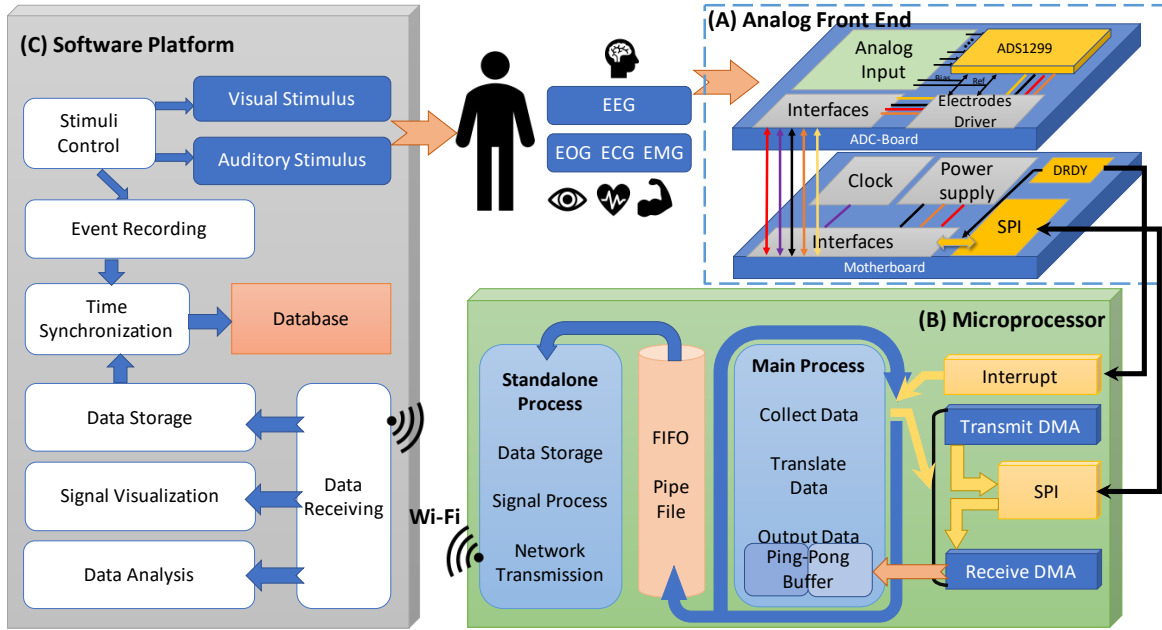 (C) Software Platform
Stimuli
Control
Visual Stimulus
Auditory Stimulus
Event Recording
Time
Synchronization
Database
Data Storage
Signal Visualization
Data Analysis
Data
Receiving
Wi-Fi
EEG
EOG ECG EMG
(A) Analog Front End
Analog
Input
ADS1299
Bias
Ref
Interfaces
Electrodes
Driver
ADC-Board
Clock
Power
supply
DRDY
SPI
Interfaces
Motherboard
(B) Microprocessor
Standalone
Process
Data Storage
Signal Process
Network
Transmission
FIFO
Pipe
File
Main Process
Collect Data
Translate
Data
Output Data
Ping-Pong
Buffer
Interrupt
Transmit DMA
SPI
Receive DMA